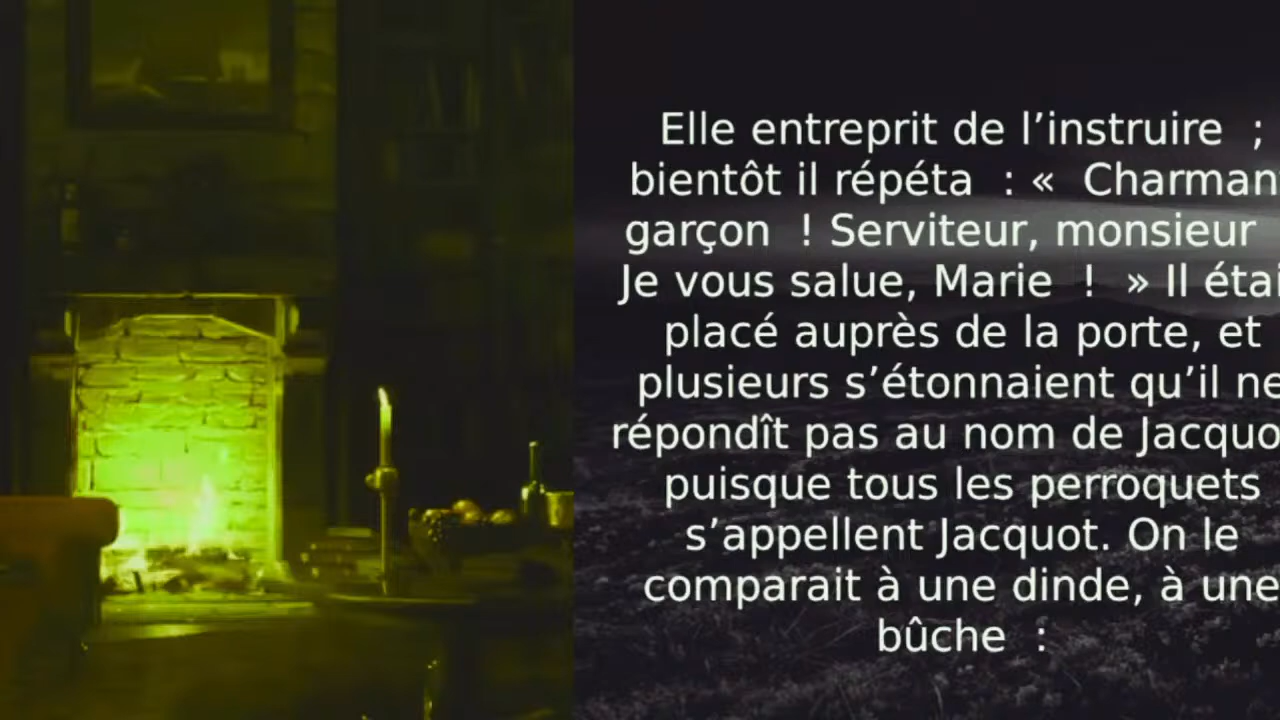 Elle entreprit de l’instruire  ;
bientôt il répéta  : «  Charmant
garçon  ! Serviteur, monsieur
Je vous salue, Marie  !  » Il était
placé auprès de la porte, et
plusieurs s’étonnaient qu’il ne
répondît pas au nom de Jacquo
puisque tous les perroquets
s’appellent Jacquot. On le
comparait à une dinde, à une
bûche  :